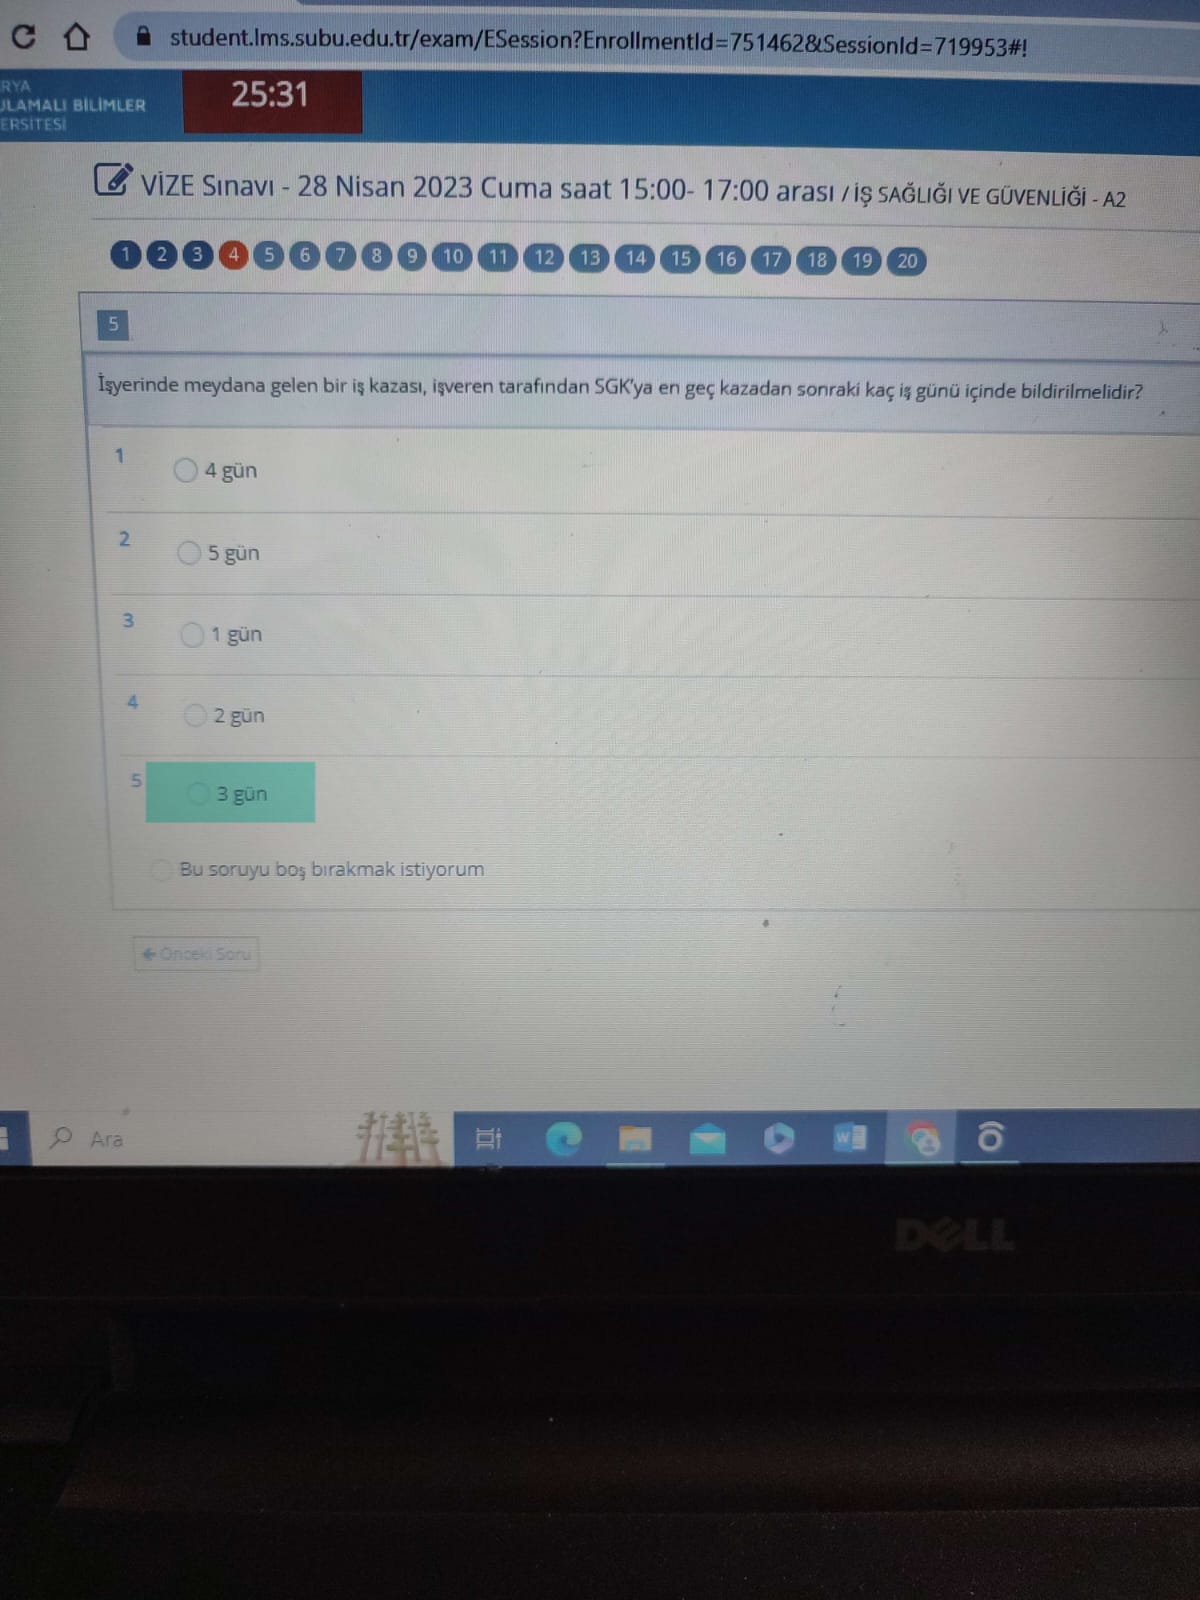 student.lms.subu.edu.tr/exam/ESession?EnrollmentId=751462&SessionId=719953#!
RYA
ULAMALI BİLİMLER
ERSİTESİ
25:31
VİZE Sınavı - 28 Nisan 2023 Cuma saat 15:00- 17:00 arası / İŞ SAĞLIĞI VE GÜVENLİĞİ - A2
1 2 3 4 5 6 7 8 9 10 11 12 13 14 15 16 17 18 19 20
5
İşyerinde meydana gelen bir iş kazası, işveren tarafından SGK'ya en geç kazadan sonraki kaç iş günü içinde bildirilmelidir?
1 4 gün
2 5 gün
3 1 gün
4 2 gün
5 3 gün
Bu soruyu boş bırakmak istiyorum
Önceki Soru
Ara
W
DELL